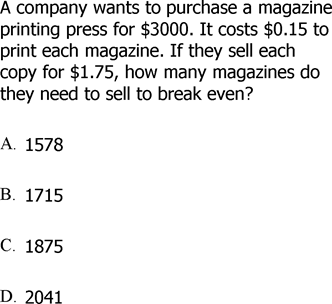 A company wants to purchase a magazine
printing press for $3000. It costs $0.15 to
print each magazine. If they sell each
copy for $1.75, how many magazines do
they need to sell to break even?
A. 1578
B. 1715
C. 1875
D. 2041